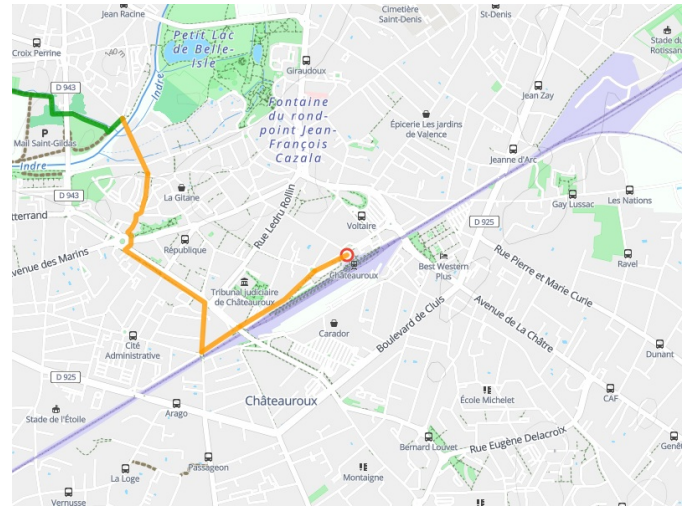 Cimetière
Saint-Denis
St-Denis
Jean Racine
Croix Perrine
Petit Lac
de Belle-
Isle
Stade du
Rotissan
Giraudoux
D 943
Indre
Jean Zay
Fontaine
du rond-
point Jean-
François
Cazala
Épicerie Les jardins
de Valence
P
Mail Saint-Gildas
Jeanne d'Arc
Indre
D 943
La Gitane
Gay Lussac
Les Nations
tterrand
Rue Ledru Rollin
Voltaire
D 925
République
Avenue des Marins
Ravel
Best Western
Plus
Châteauroux
Rue Pierre et Marie Curie
Tribunal judiciaire
de Châteauroux
Carador
Boulevard de Cluis
Avenue de La Châtre
Cité
Administrative
Dunant
D 925
École Michelet
CAF
Châteauroux
Arago
Stade de l'Étoile
Bernard Louvet
Rue Eugène Delacroix
Genê
Passageon
La Loge
Montaigne
Vernusse